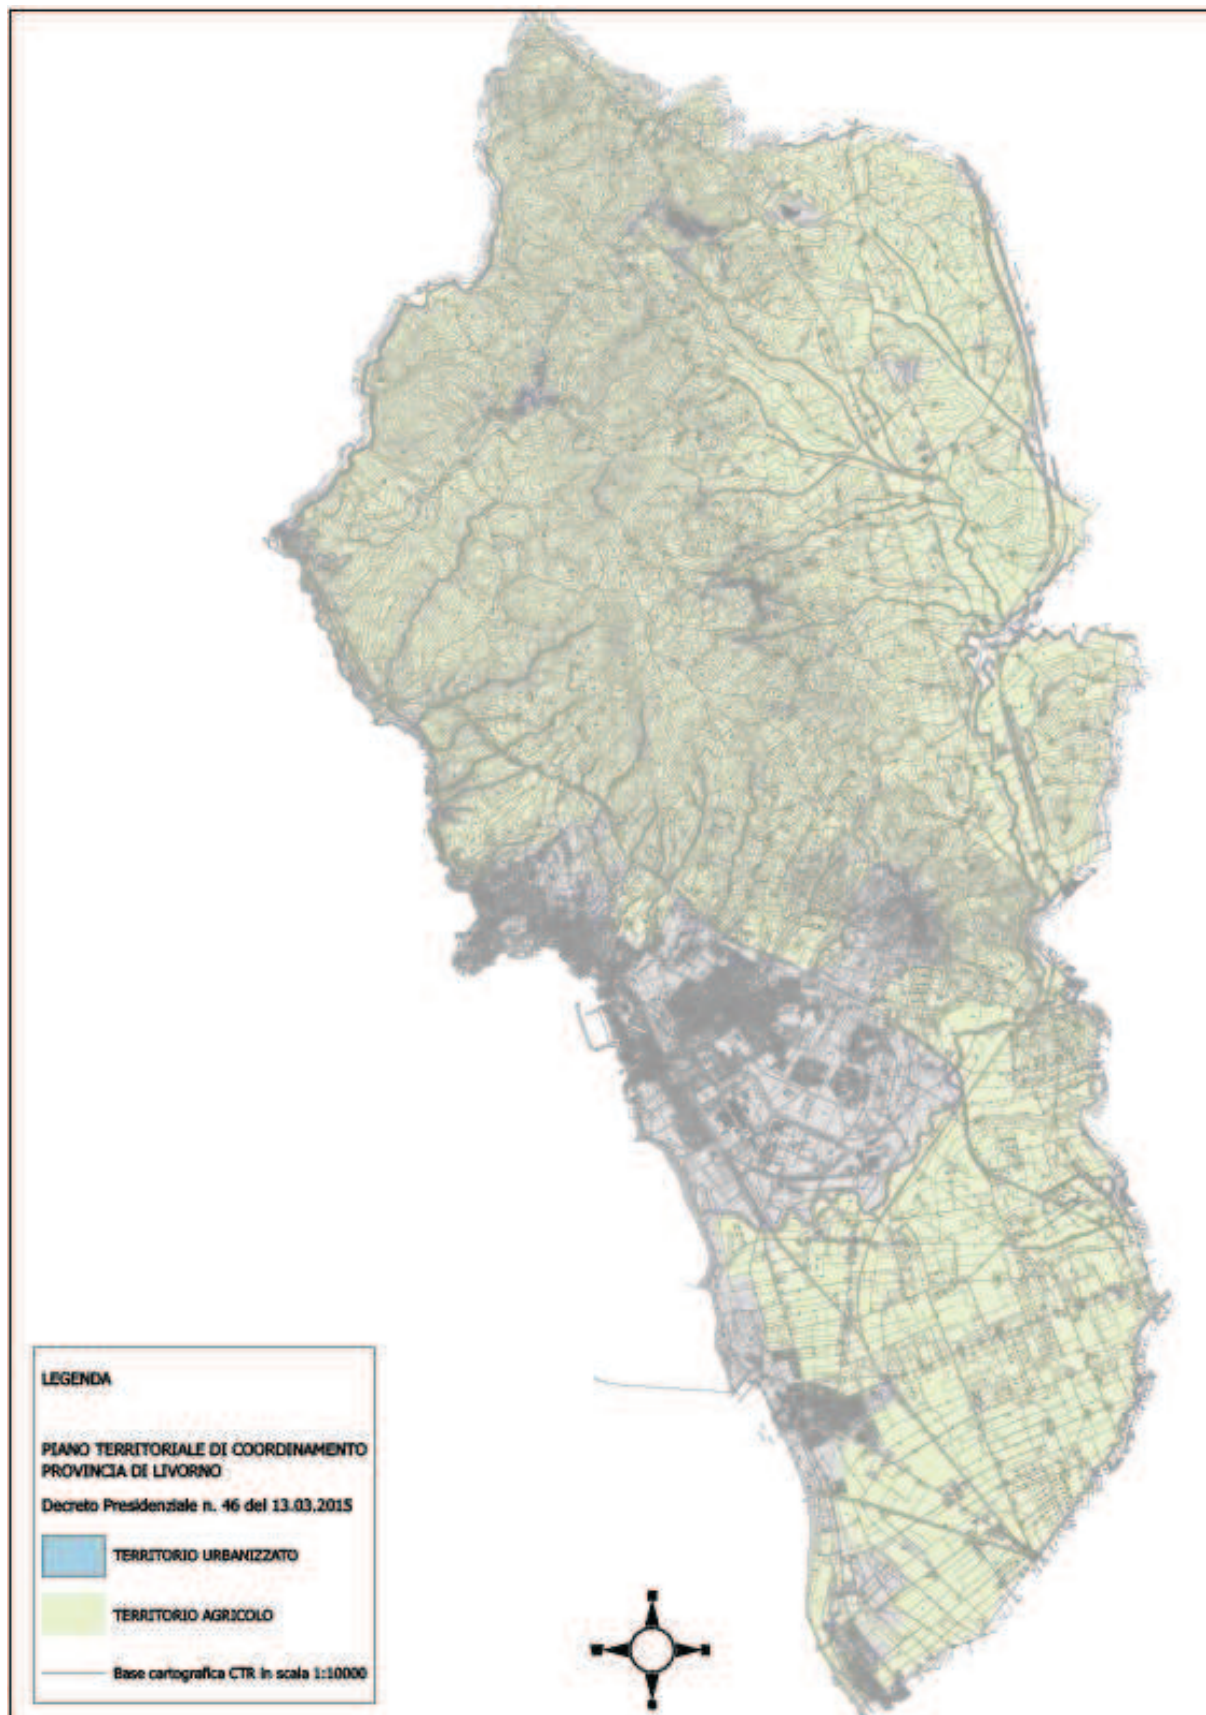 LEGENDA
PIANO TERRITORIALE DI COORDINAMENTO
PROVINCIA DI LIVORNO
Decreto Presidenziale n. 46 del 13.03.2015
TERRITORIO URBANIZZATO
TERRITORIO AGRICOLO
Base cartografica CTR in scala 1:10000